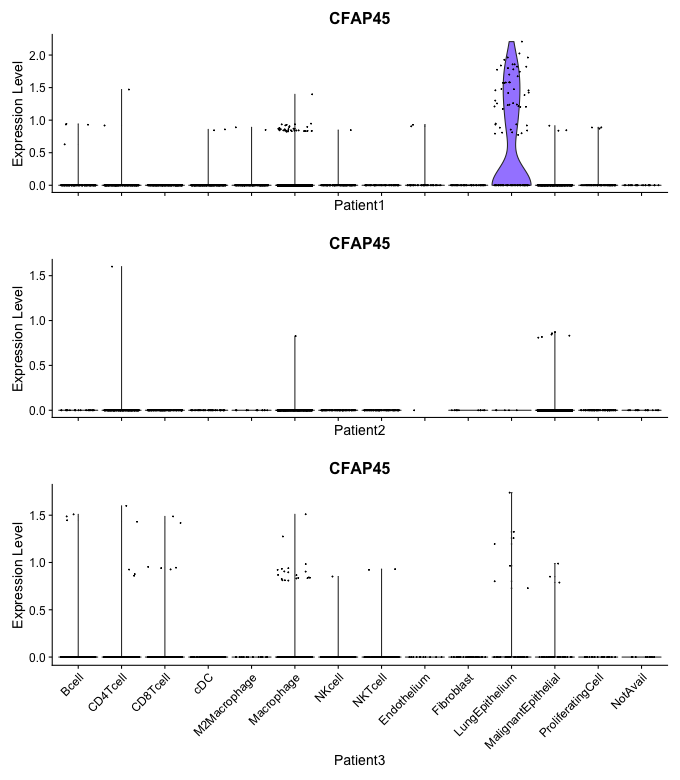 CFAP45
Expression Level
2.0
1.5
1.0
0.5
0.0
Patient1
CFAP45
Expression Level
1.5
1.0
0.5
0.0
Patient2
CFAP45
Expression Level
1.5
1.0
0.5
0.0
Bcell
CD4Tcell
CD8Tcell
cDC
M2Macrophage
Macrophage
NKcell
NKTcell
Endothelium
Fibroblast
LungEpithelium
MalignantEpithelial
ProliferatingCell
NotAvail
Patient3